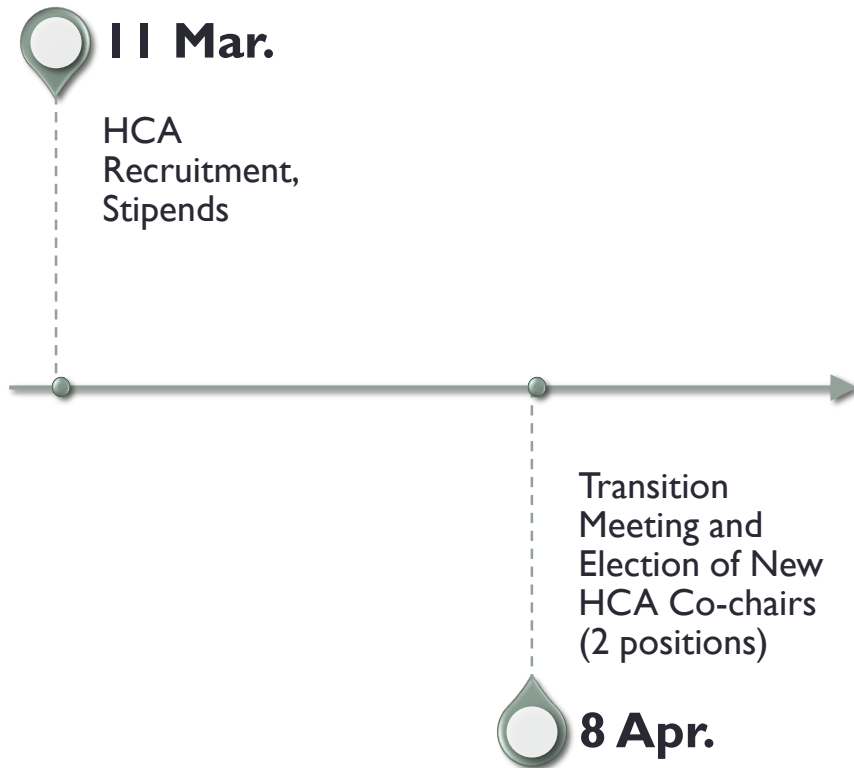 11 Mar.
HCA
Recruitment,
Stipends
Transition
Meeting and
Election of New
HCA Co-chairs
(2 positions)
8 Apr.